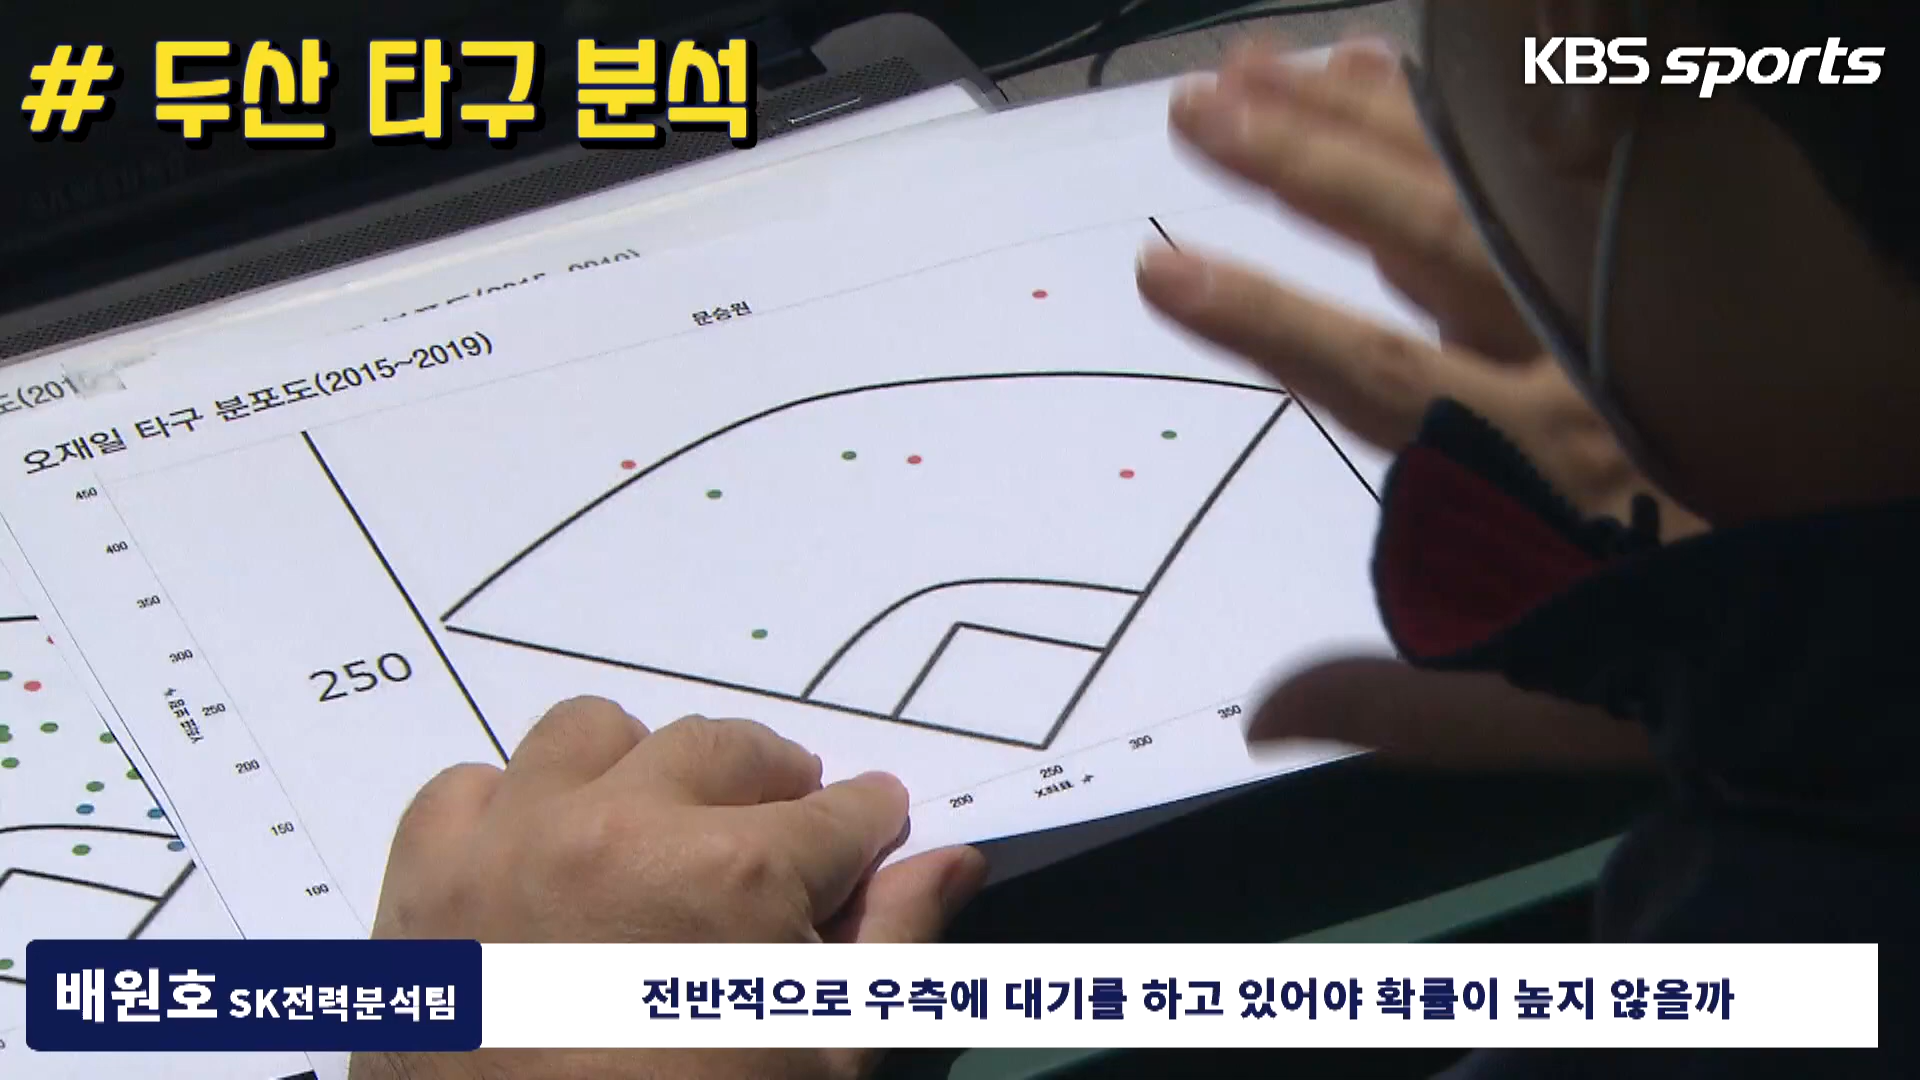 # 두산 타구 분석
KBS sports
오재일 타구 분포도(2015~2019)
문승원
450
400
350
300
250
200
150
100
250
200
250
300
350
배원호 SK전력분석팀
전반적으로 우측에 대기를 하고 있어야 확률이 높지 않을까